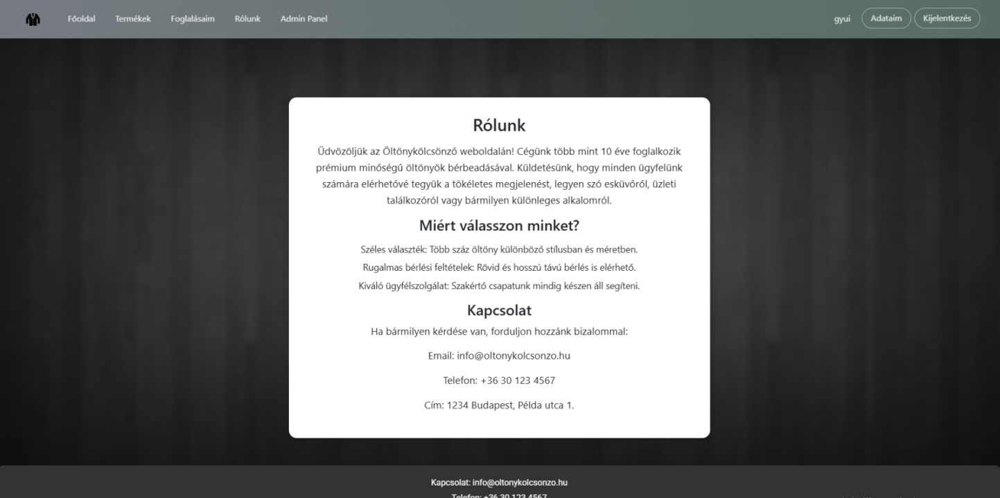 Főoldal Termékek Foglalásaim Rólunk Admin Panel gyui Adataim Kijelentkezés
Rólunk
Üdvözöljük az Öltönykölcsönző weboldalán! Cégünk több mint 10 éve foglalkozik
prémium minőségű öltönyök bérbeadásával. Küldetésünk, hogy minden ügyfelünk
számára elérhetővé tegyük a tökéletes megjelenést, legyen szó esküvőről, üzleti
találkozóról vagy bármilyen különleges alkalomról.
Miért válasszon minket?
Széles választék: Több száz öltöny különböző stílusban és méretben.
Rugalmas bérlési feltételek: Rövid és hosszú távú bérlés is elérhető.
Kiváló ügyfélszolgálat: Szakértő csapatunk mindig készen áll segíteni.
Kapcsolat
Ha bármilyen kérdése van, forduljon hozzánk bizalommal:
Email: info@oltonykolcsonzo.hu
Telefon: +36 30 123 4567
Cím: 1234 Budapest, Példa utca 1.
Kapcsolat: info@oltonykolcsonzo.hu
Telefon: +36 30 123 4567